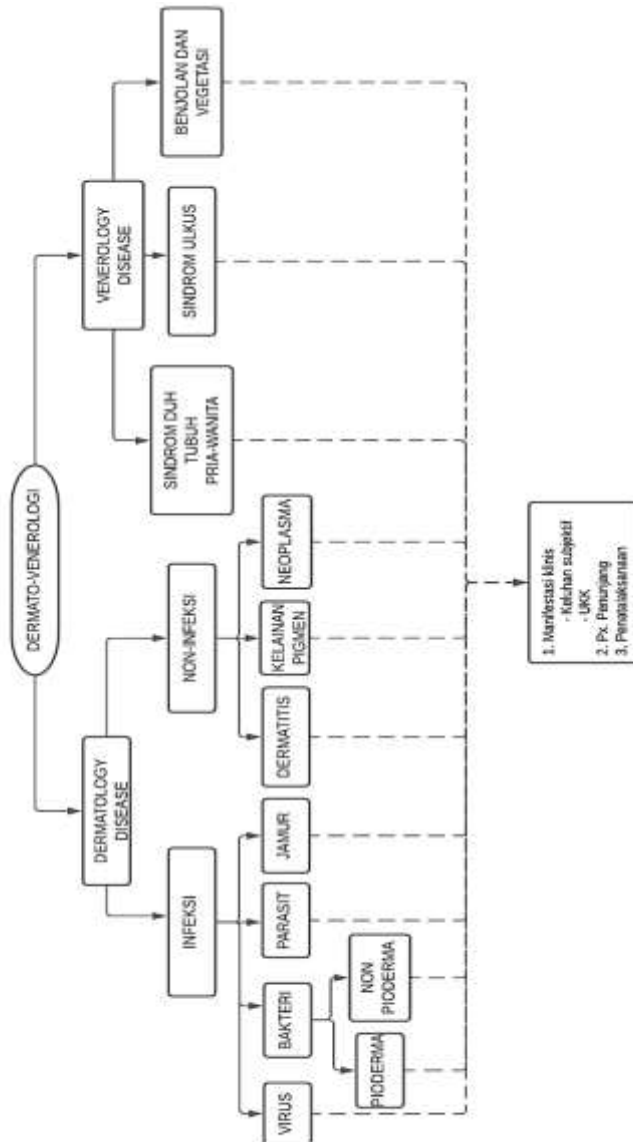 DERMATO-VENEROLOGI
DERMATOLOGY
DISEASE
VENEROLOGY
DISEASE
INFEKSI
NON-INFEKSI
SINDROM DUH
TUBUH
PRIA-WANITA
SINDROM ULKUS
BENJOLAN DAN
VEGETASI
VIRUS
BAKTERI
PARASIT
JAMUR
DERMATITIS
KELAINAN
PIGMEN
NEOPLASMA
PIODERMA
NON
PIODERMA
1. Manifestasi klinis
- Keluhan subjektif
- UKK
2. Px. Penunjang
3. Penatalaksanaan